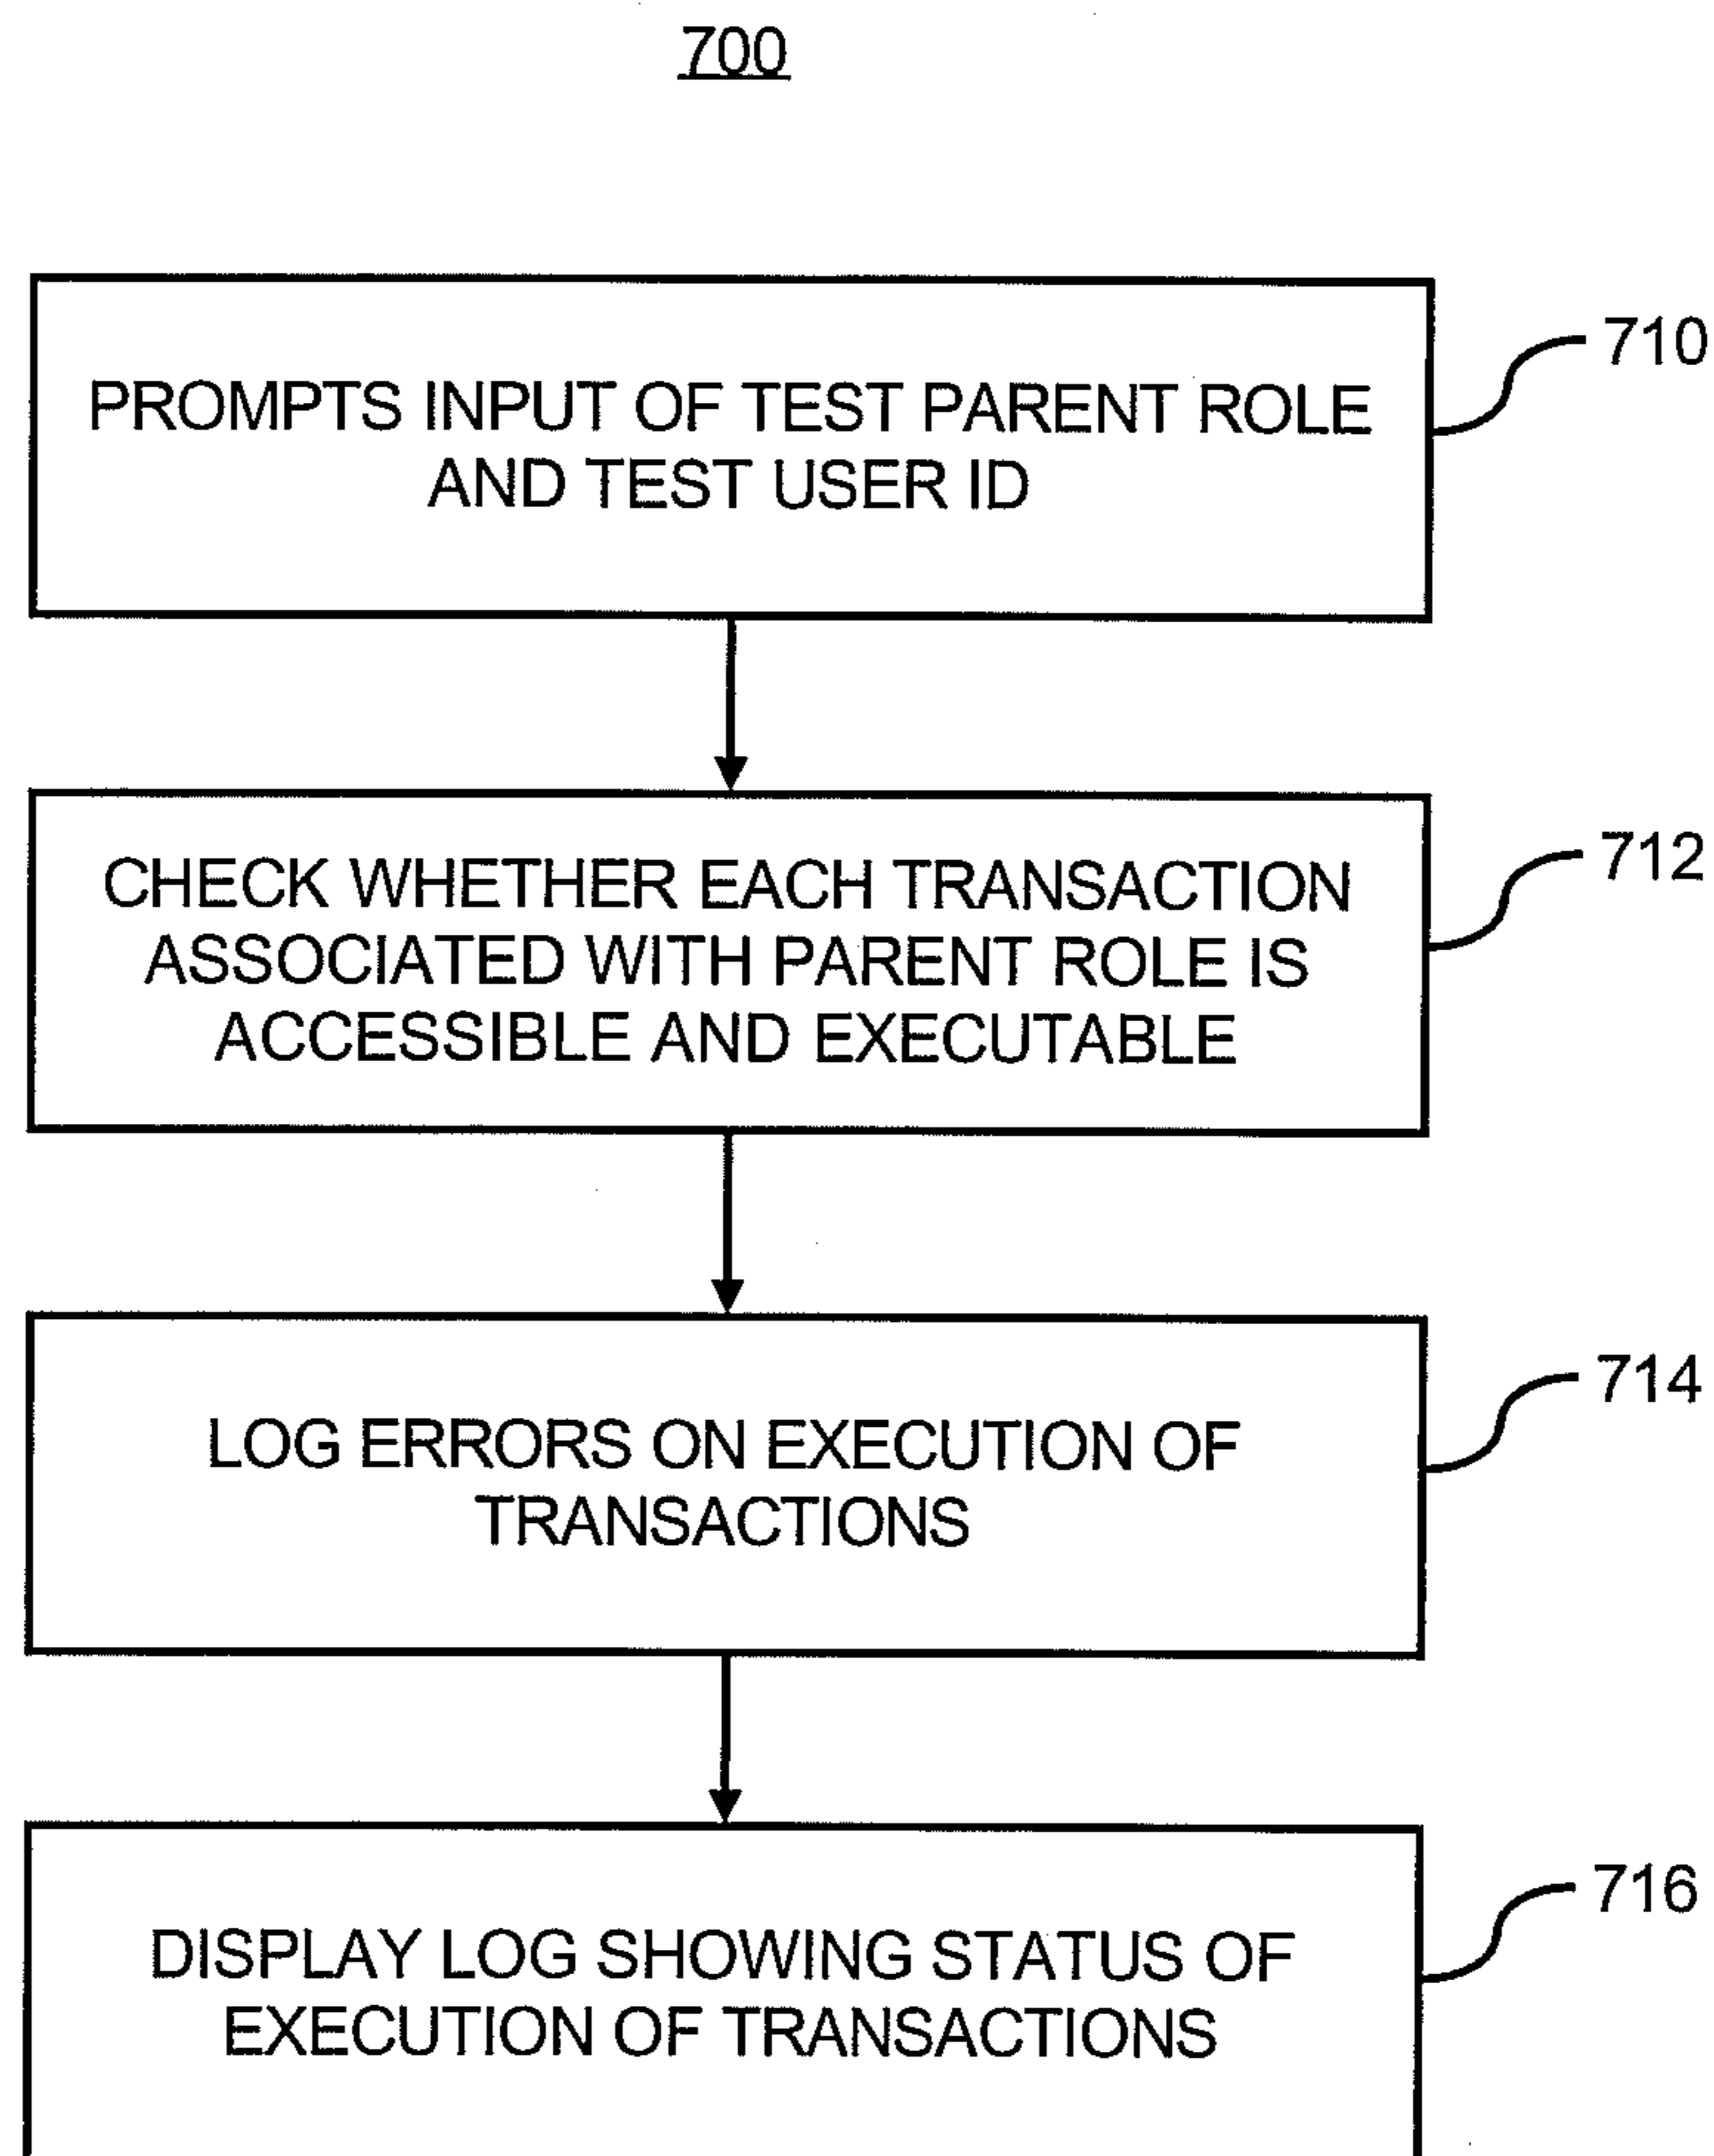 700
PROMPTS INPUT OF TEST PARENT ROLE
AND TEST USER ID
710
CHECK WHETHER EACH TRANSACTION
ASSOCIATED WITH PARENT ROLE IS
ACCESSIBLE AND EXECUTABLE
712
LOG ERRORS ON EXECUTION OF
TRANSACTIONS
714
DISPLAY LOG SHOWING STATUS OF
EXECUTION OF TRANSACTIONS
716